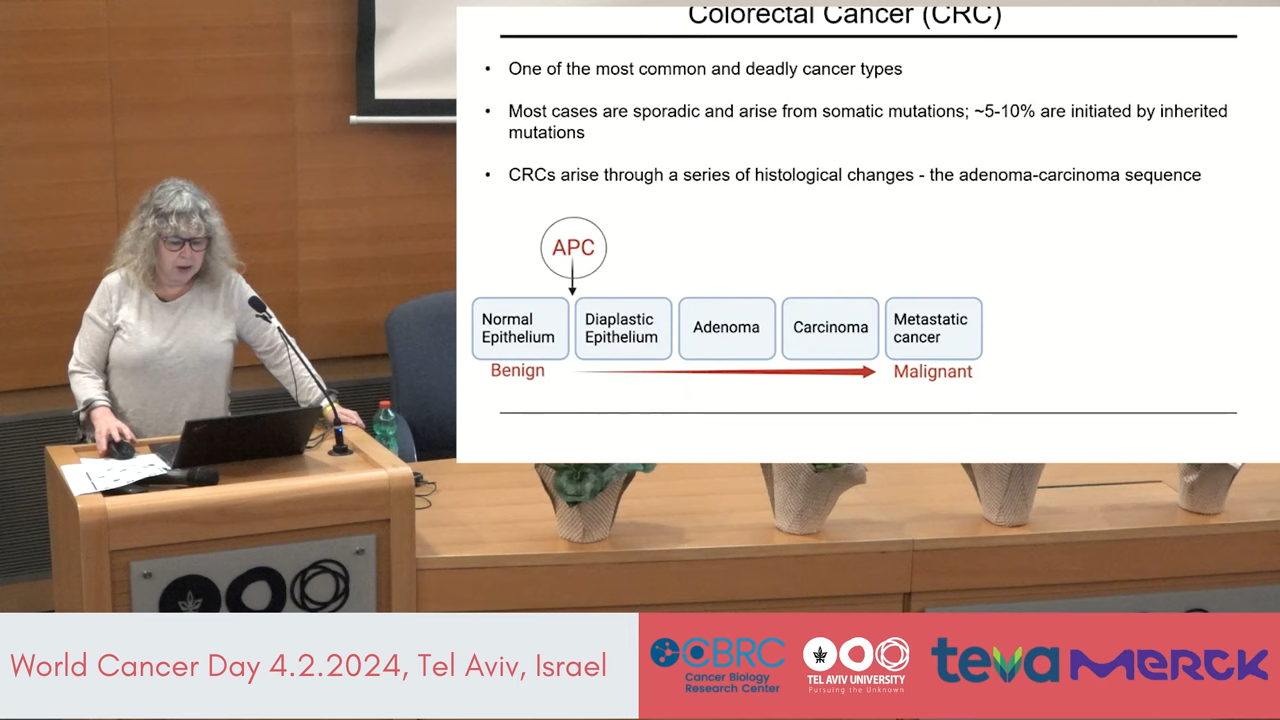 Colorectal Cancer (CRC)
• One of the most common and deadly cancer types
• Most cases are sporadic and arise from somatic mutations; ~5-10% are initiated by inherited
mutations
• CRCs arise through a series of histological changes - the adenoma-carcinoma sequence
APC
Normal
Epithelium
Diaplastic
Epithelium
Adenoma
Carcinoma
Metastatic
cancer
Benign
Malignant
World Cancer Day 4.2.2024, Tel Aviv, Israel
CBRC
Cancer Biology
Research Center
TEL AVIV UNIVERSITY
Pursuing the Unknown
teva
MERCK